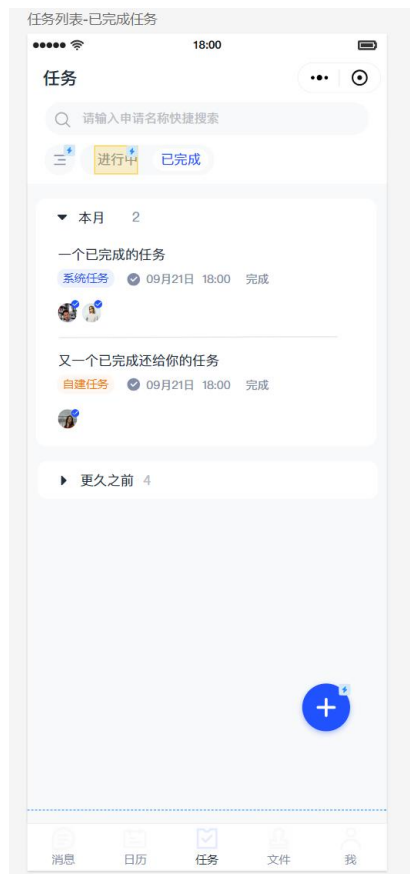 任务列表-已完成任务
18:00
任务
请输入申请名称快捷搜索
进行中 已完成
本月 2
一个已完成的任务
系统任务 09月21日 18:00 完成
又一个已完成还给你的任务
自建任务 09月21日 18:00 完成
更久之前 4
消息 日历 任务 文件 我